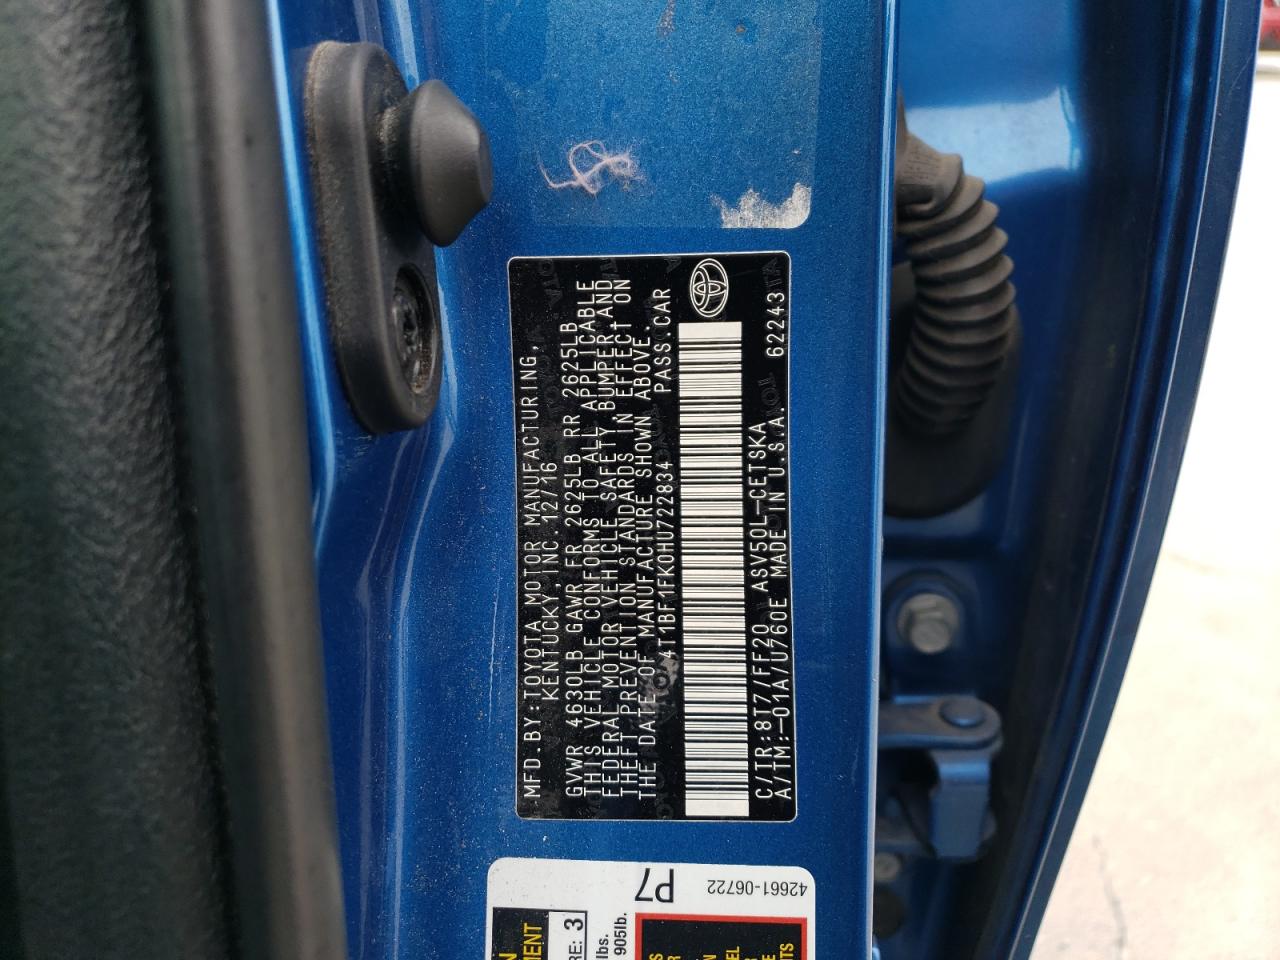 MFD.BY:TOYOTA MOTOR MANUFACTURING,
KENTUCKY, INC. 12/16
GVWR 4630LB GAWR FR 2625LB RR 2625LB
THIS VEHICLE CONFORMS TO ALL APPLICABLE
FEDERAL MOTOR VEHICLE SAFETY,BUMPER,AND
THEFT PREVENTION STANDARDS IN EFFECT ON
THE DATE OF MANUFACTURE SHOWN ABOVE.
4T1BF1FK0HU722834 PASS.CAR
C/TR:8T7/FF20 ASV50L-CETSKA 62243
A/TM:-01A/U760E MADE IN U.S.A.
P7
42661-06722
3
lbs.
905lb.